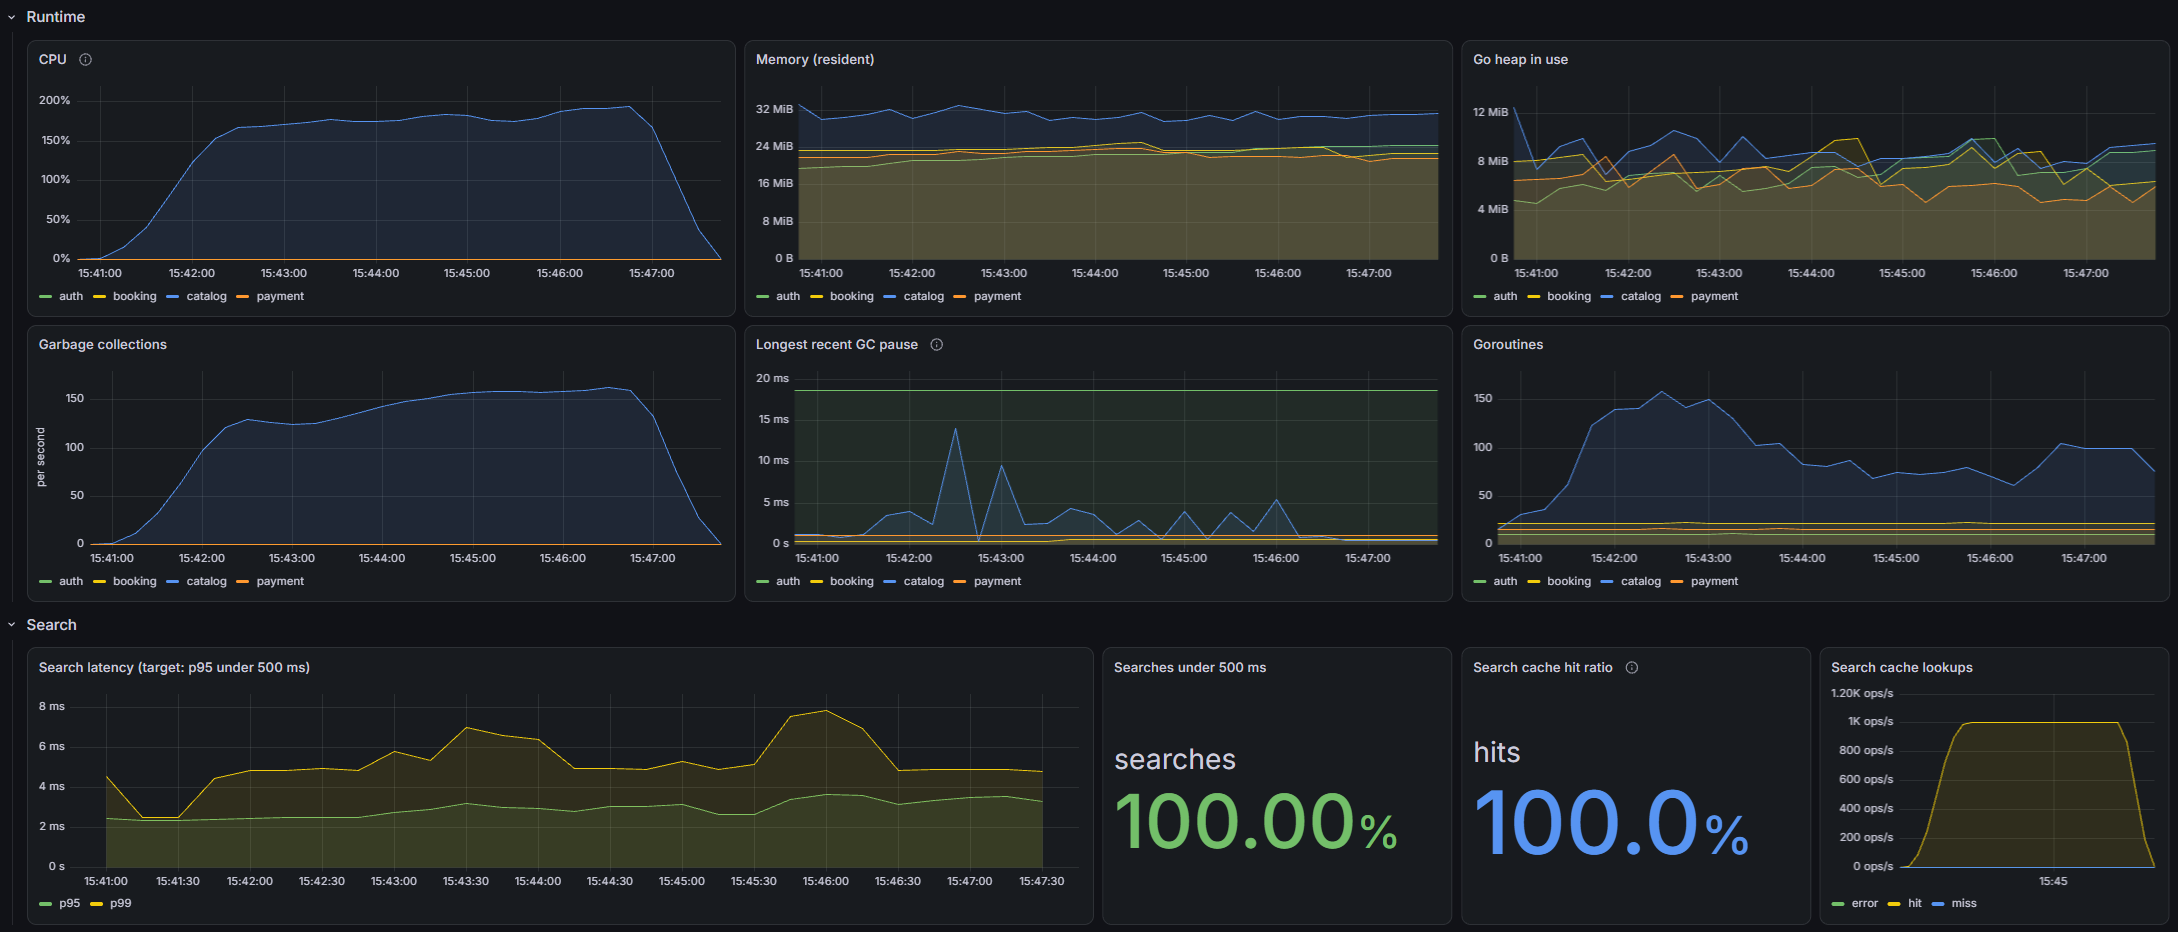 Runtime
CPU
200%
150%
100%
50%
0%
15:41:00 15:42:00 15:43:00 15:44:00 15:45:00 15:46:00 15:47:00
auth booking catalog payment
Memory (resident)
32 MiB
24 MiB
16 MiB
8 MiB
0 B
15:41:00 15:42:00 15:43:00 15:44:00 15:45:00 15:46:00 15:47:00
auth booking catalog payment
Go heap in use
12 MiB
8 MiB
4 MiB
0 B
15:41:00 15:42:00 15:43:00 15:44:00 15:45:00 15:46:00 15:47:00
auth booking catalog payment
Garbage collections
per second
150
100
50
0
15:41:00 15:42:00 15:43:00 15:44:00 15:45:00 15:46:00 15:47:00
auth booking catalog payment
Longest recent GC pause
20 ms
15 ms
10 ms
5 ms
0 s
15:41:00 15:42:00 15:43:00 15:44:00 15:45:00 15:46:00 15:47:00
auth booking catalog payment
Goroutines
150
100
50
0
15:41:00 15:42:00 15:43:00 15:44:00 15:45:00 15:46:00 15:47:00
auth booking catalog payment
Search
Search latency (target: p95 under 500 ms)
8 ms
6 ms
4 ms
2 ms
0 s
15:41:00 15:41:30 15:42:00 15:42:30 15:43:00 15:43:30 15:44:00 15:44:30 15:45:00 15:45:30 15:46:00 15:46:30 15:47:00 15:47:30
p95 p99
Searches under 500 ms
searches
100.00%
Search cache hit ratio
hits
100.0%
Search cache lookups
1.20K ops/s
1K ops/s
800 ops/s
600 ops/s
400 ops/s
200 ops/s
0 ops/s
15:45
error hit miss